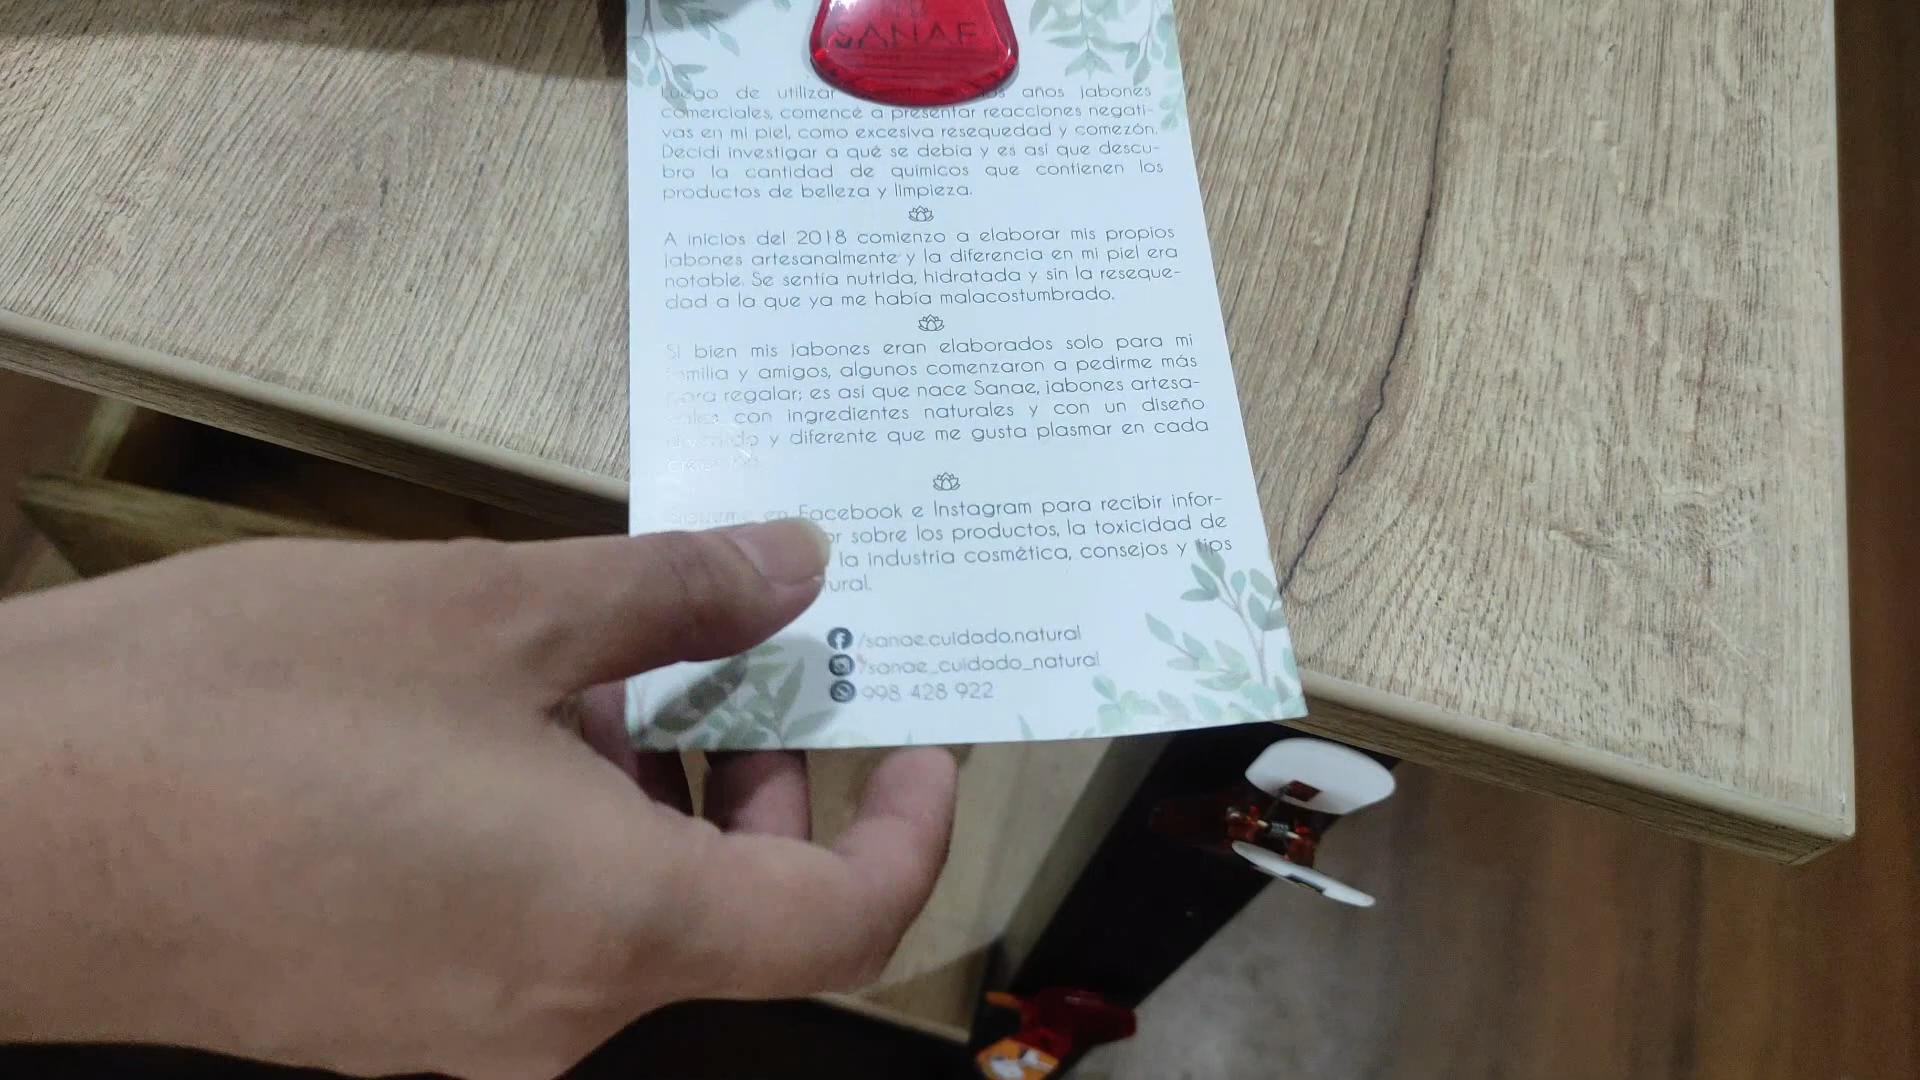 SANAE
Luego de utilizar años jabones
comerciales, comencé a presentar reacciones negati-
vas en mi piel, como excesiva resequedad y comezón.
Decidí investigar a qué se debía y es así que descu-
bro la cantidad de químicos que contienen los
productos de belleza y limpieza.
A inicios del 2018 comienzo a elaborar mis propios
jabones artesanalmente y la diferencia en mi piel era
notable. Se sentía nutrida, hidratada y sin la reseque-
dad a la que ya me había malacostumbrado.
Si bien mis jabones eran elaborados solo para mi
familia y amigos, algunos comenzaron a pedirme más
para regalar; es así que nace Sanae, jabones artesa-
nales con ingredientes naturales y con un diseño
y diferente que me gusta plasmar en cada
Sígueme en Facebook e Instagram para recibir infor-
sobre los productos, la toxicidad de
la industria cosmética, consejos y tips
/sanae.cuidado.natural
/sanae_cuidado_natural
998 428 922